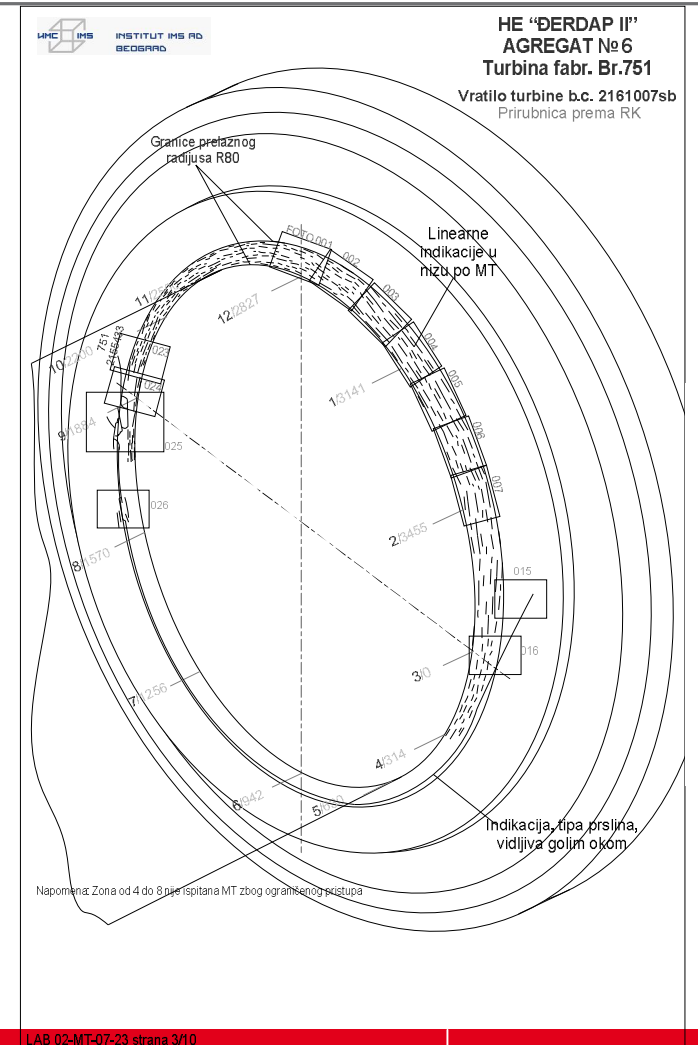 ИМС IMS
INSTITUT IMS AD
BEOGRAD
HE “ĐERDAP II”
AGREGAT №6
Turbina fabr. Br.751
Vratilo turbine b.c. 2161007sb
Prirubnica prema RK
Granice prelaznog
radijusa R80
Linearne
indikacije u
nizu po MT
FOTO 001
002
003
004
005
006
007
015
016
023
024
025
026
12/2827
10/2200
751
9/1884
1/3141
2/3455
8/1570
3/0
7/1256
4/314
6/942
Indikacija, tipa prslina,
vidljiva golim okom
Napomena: Zona od 4 do 8 nije ispitana MT zbog ograničenog pristupa
LAB 02-MT-07-23 strana 3/10